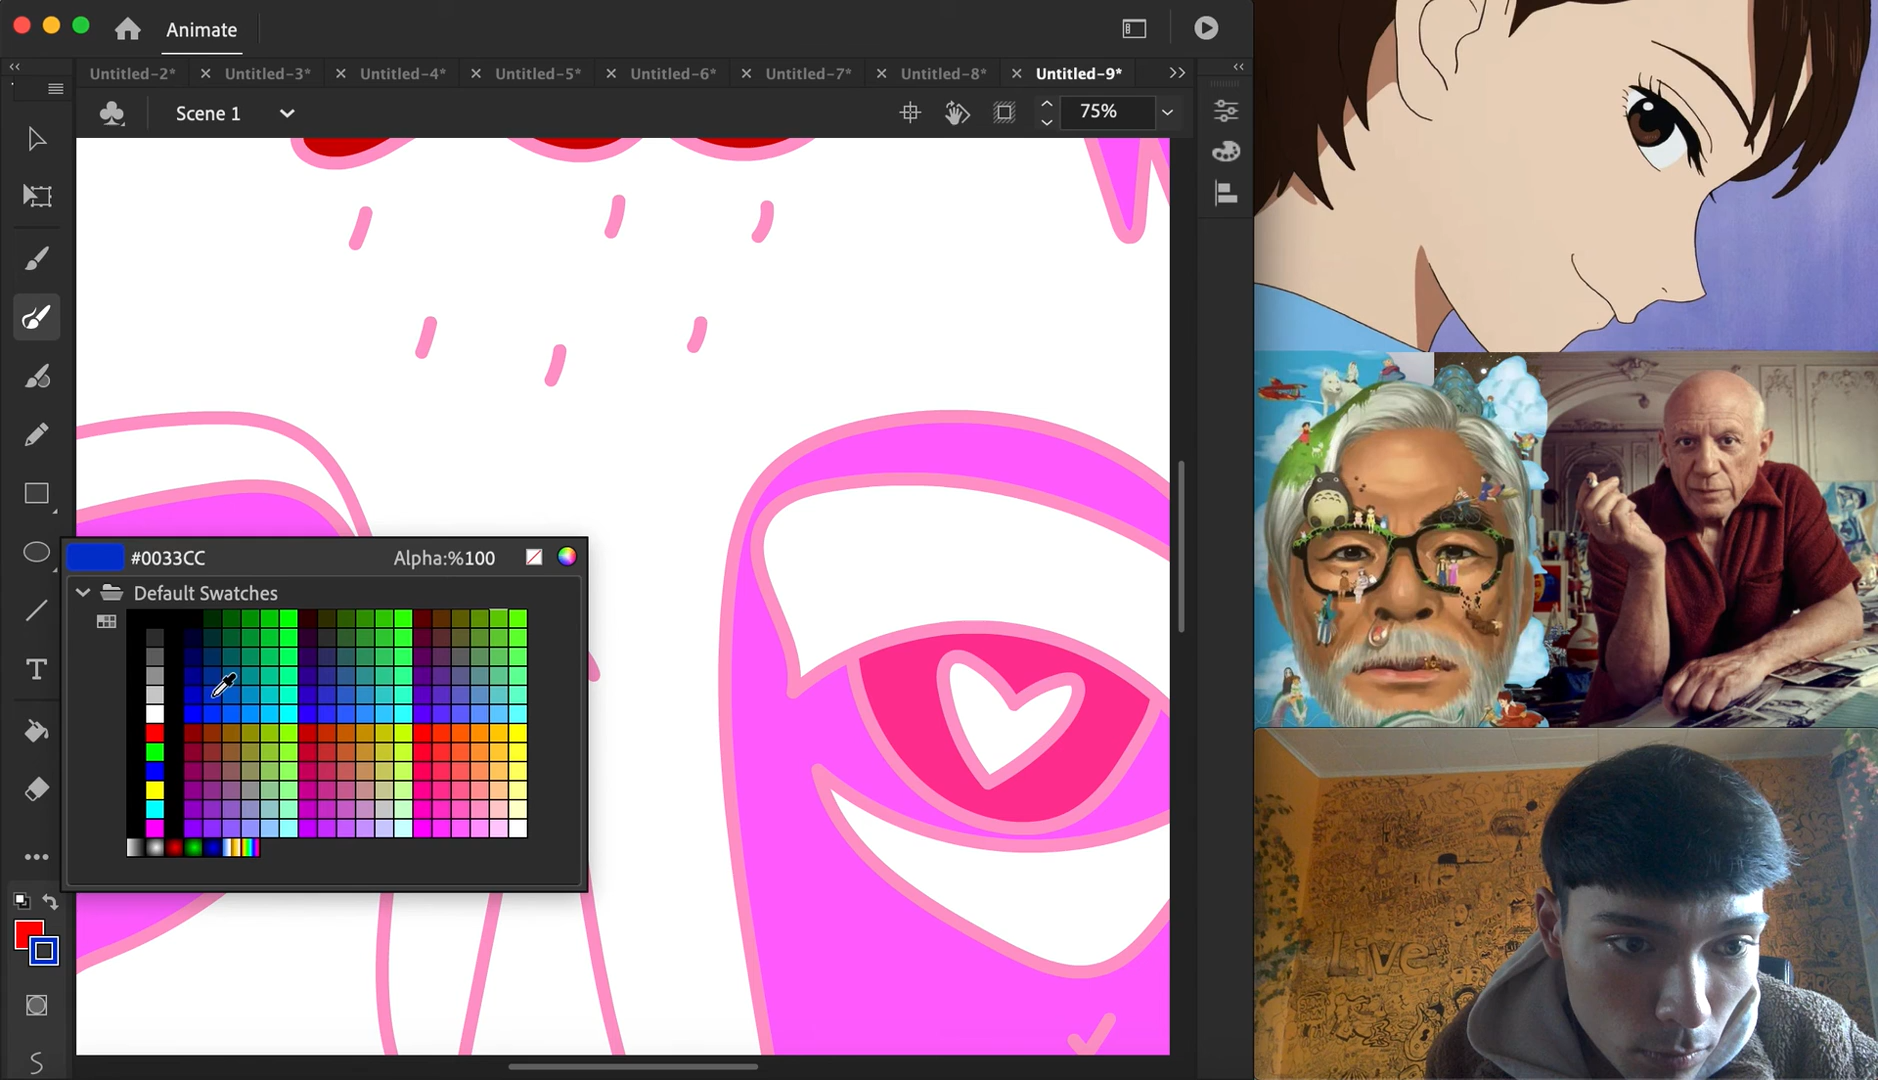 Animate
Untitled-2* × Untitled-3* × Untitled-4* × Untitled-5* × Untitled-6* × Untitled-7* × Untitled-8* × Untitled-9*
Scene 1
75%
#0033CC Alpha:%100
Default Swatches
Live